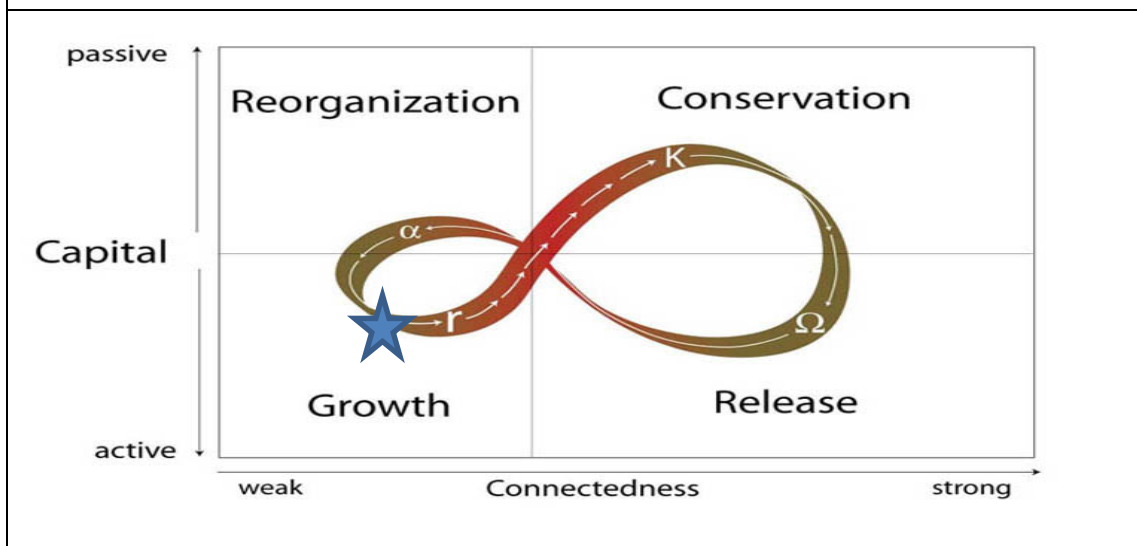 passive
Reorganization
Conservation
K
α
Capital
r
Ω
Growth
Release
active
weak
Connectedness
strong